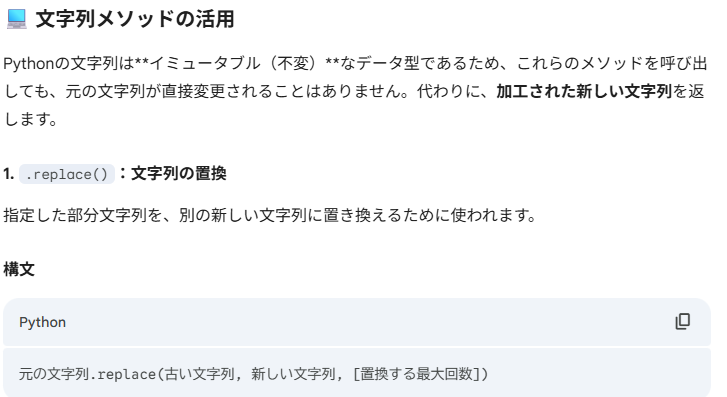 💻 文字列メソッドの活用
Pythonの文字列は**イミュータブル（不変）**なデータ型であるため、これらのメソッドを呼び出
しても、元の文字列が直接変更されることはありません。代わりに、加工された新しい文字列を返
します。
1. .replace()：文字列の置換
指定した部分文字列を、別の新しい文字列に置き換えるために使われます。
構文
Python
元の文字列.replace(古い文字列, 新しい文字列, [置換する最大回数])